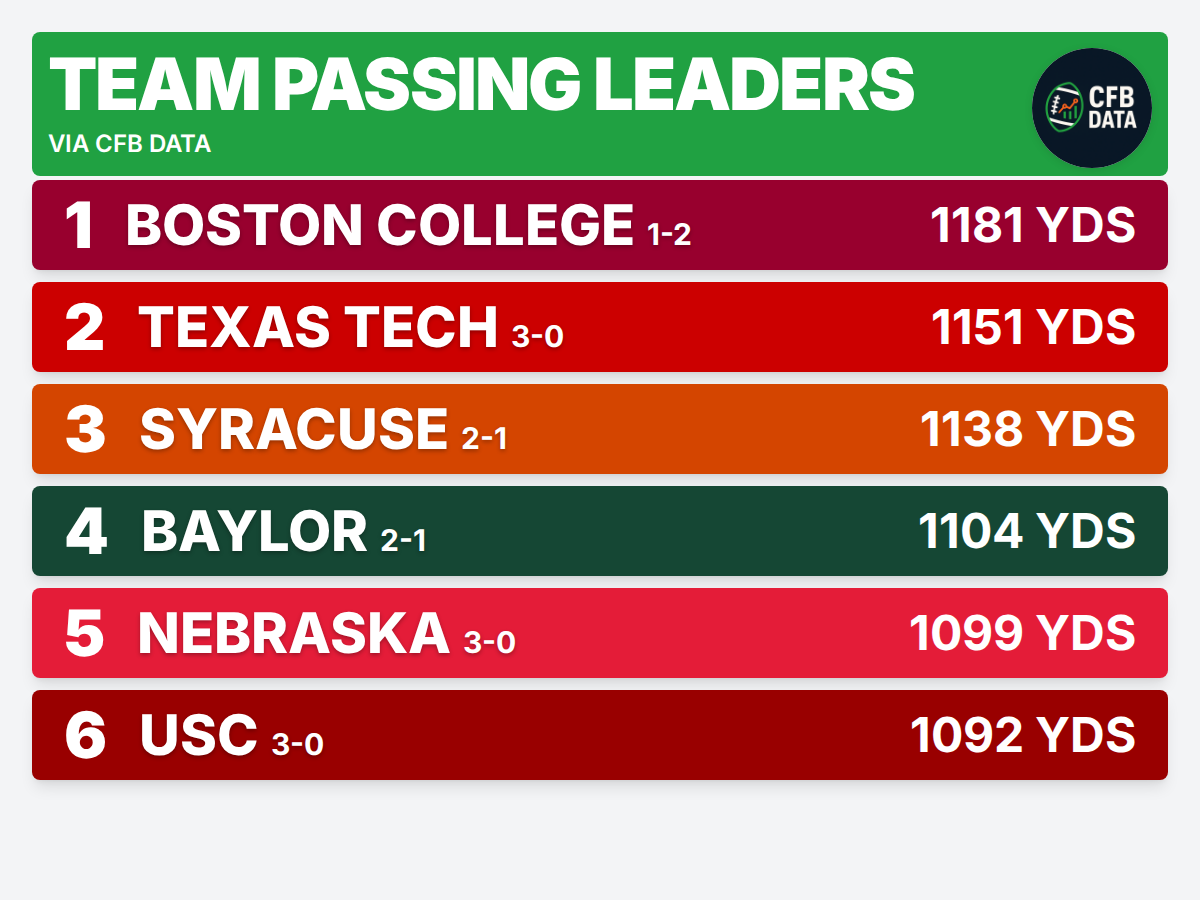 TEAM PASSING LEADERS
VIA CFB DATA
CFB
DATA
1 BOSTON COLLEGE 1-2 1181 YDS
2 TEXAS TECH 3-0 1151 YDS
3 SYRACUSE 2-1 1138 YDS
4 BAYLOR 2-1 1104 YDS
5 NEBRASKA 3-0 1099 YDS
6 USC 3-0 1092 YDS